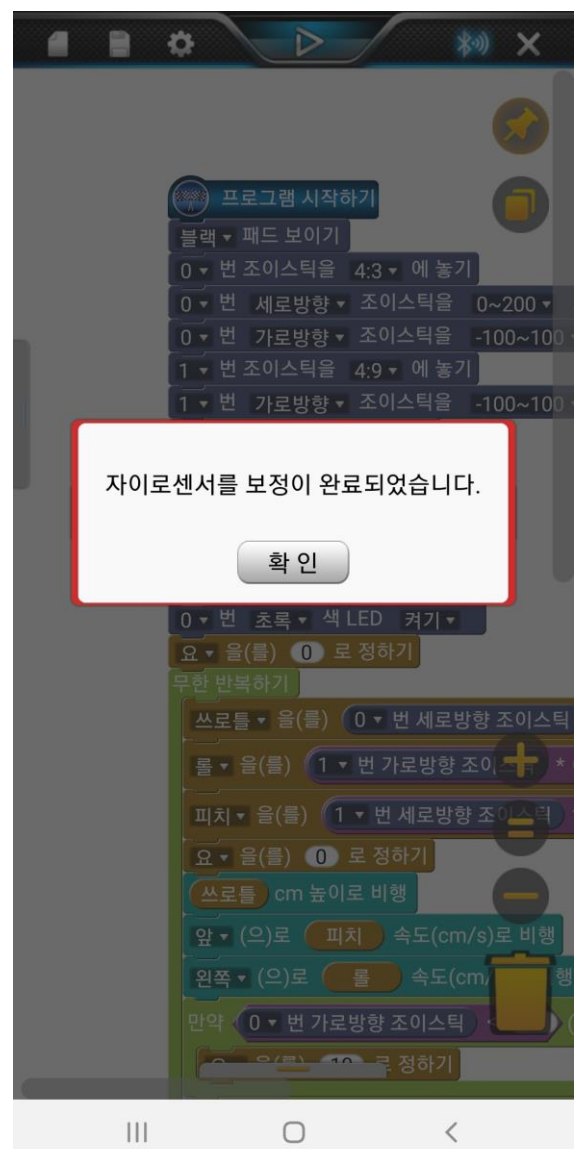 프로그램 시작하기
블랙 패드 보이기
0 번 조이스틱을 4:3 에 놓기
0 번 세로방향 조이스틱을 0~200
0 번 가로방향 조이스틱을 -100~100
1 번 조이스틱을 4:9 에 놓기
1 번 가로방향 조이스틱을 -100~100
자이로센서를 보정이 완료되었습니다.
확인
0 번 초록 색 LED 켜기
요 을(를) 0 로 정하기
무한 반복하기
쓰로틀 을(를) 0 번 세로방향 조이스틱
롤 을(를) 1 번 가로방향 *
피치 을(를) 1 번 세로방향 조이스틱
요 을(를) 0 로 정하기
쓰로틀 cm 높이로 비행
앞 (으)로 피치 속도(cm/s)로 비행
왼쪽 (으)로 롤 속도(cm/ 행
만약 0 번 가로방향 조이스틱
로 정하기